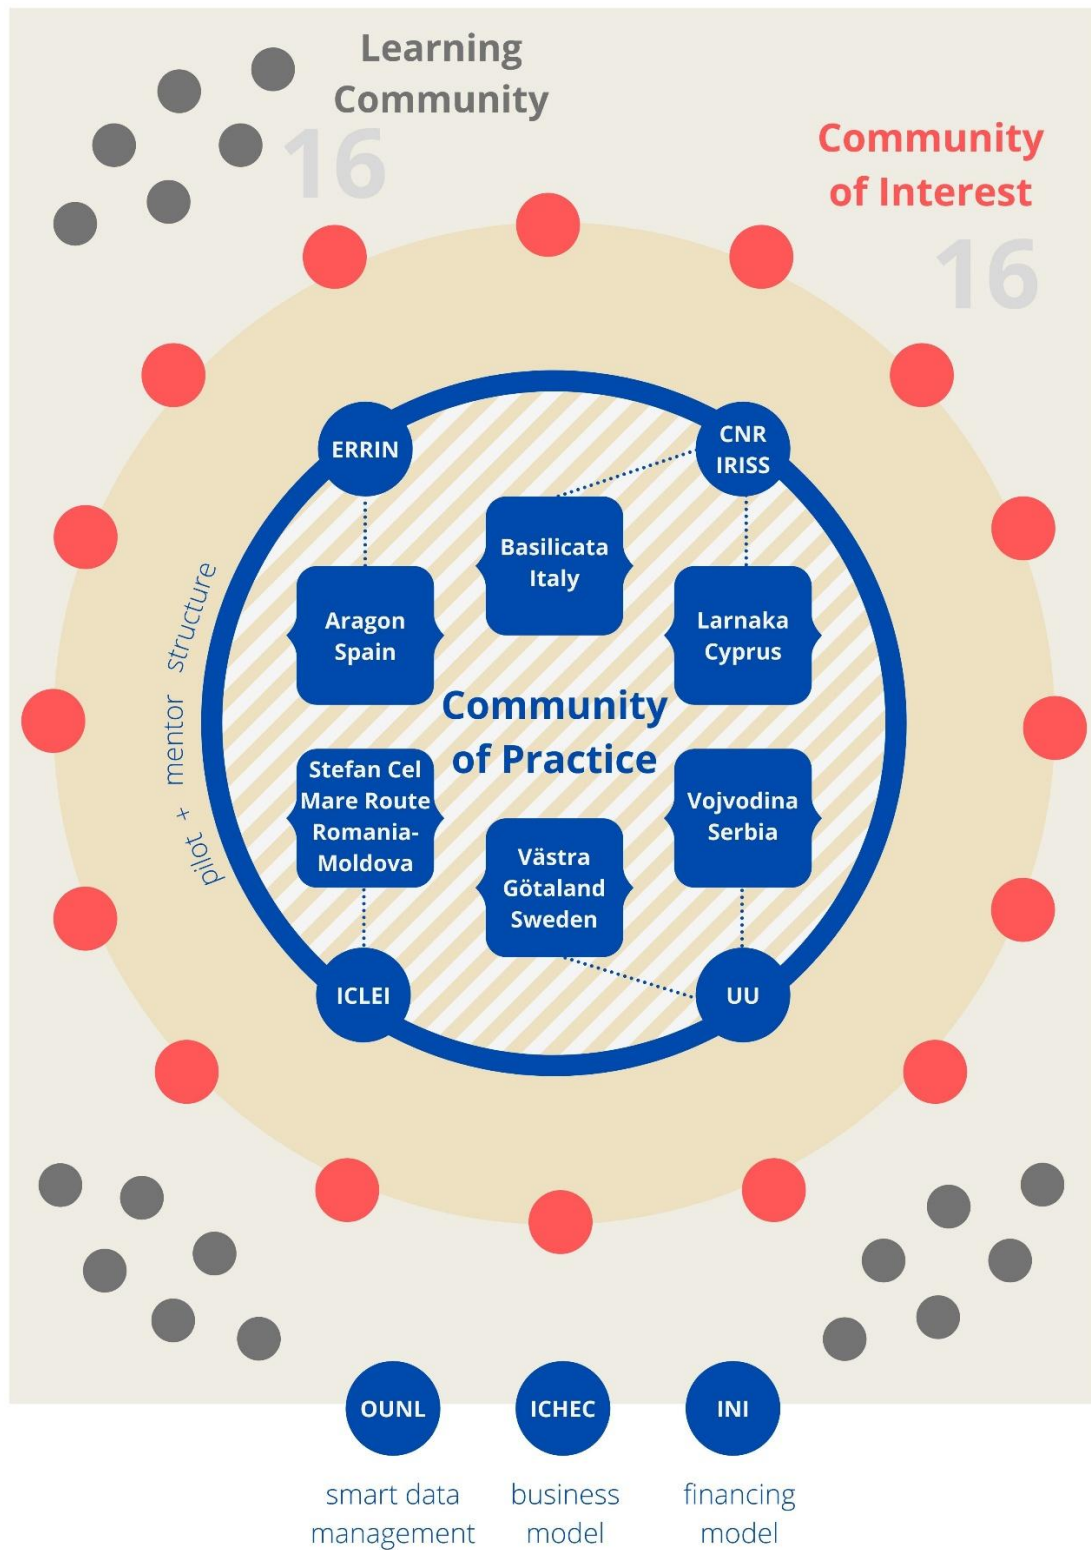 Learning
Community
16
Community
of Interest
16
ERRIN
CNR
IRISS
Basilicata
Italy
Aragon
Spain
Larnaka
Cyprus
Community
of Practice
pilot + mentor structure
Stefan Cel
Mare Route
Romania-
Moldova
Vojvodina
Serbia
Västra
Götaland
Sweden
ICLEI
UU
OUNL
ICHEC
INI
smart data
management
business
model
financing
model